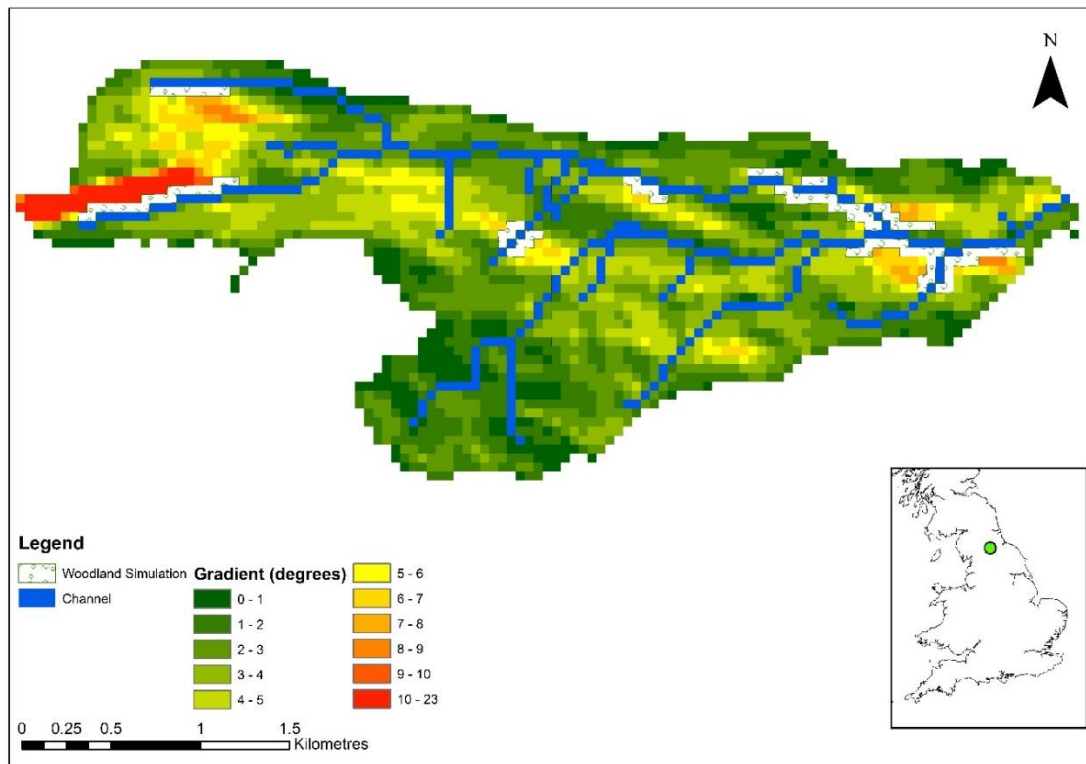 N
Legend
Woodland Simulation
Channel
Gradient (degrees)
0 - 1
1 - 2
2 - 3
3 - 4
4 - 5
5 - 6
6 - 7
7 - 8
8 - 9
9 - 10
10 - 23
0 0.25 0.5 1 1.5
Kilometres